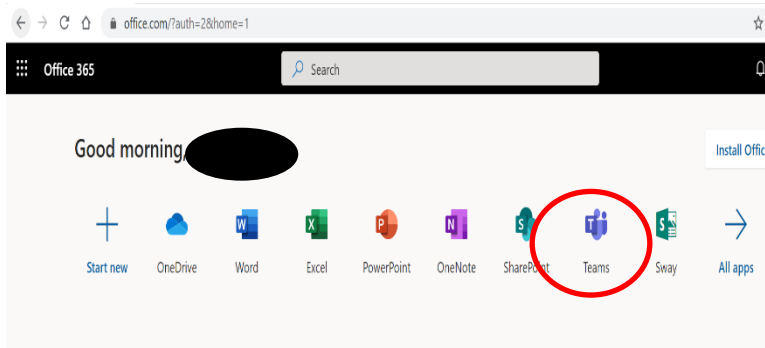 office.com/?auth=2&home=1
Office 365
Search
Good morning,
Install Offic
Start new OneDrive Word Excel PowerPoint OneNote SharePoint Teams Sway All apps